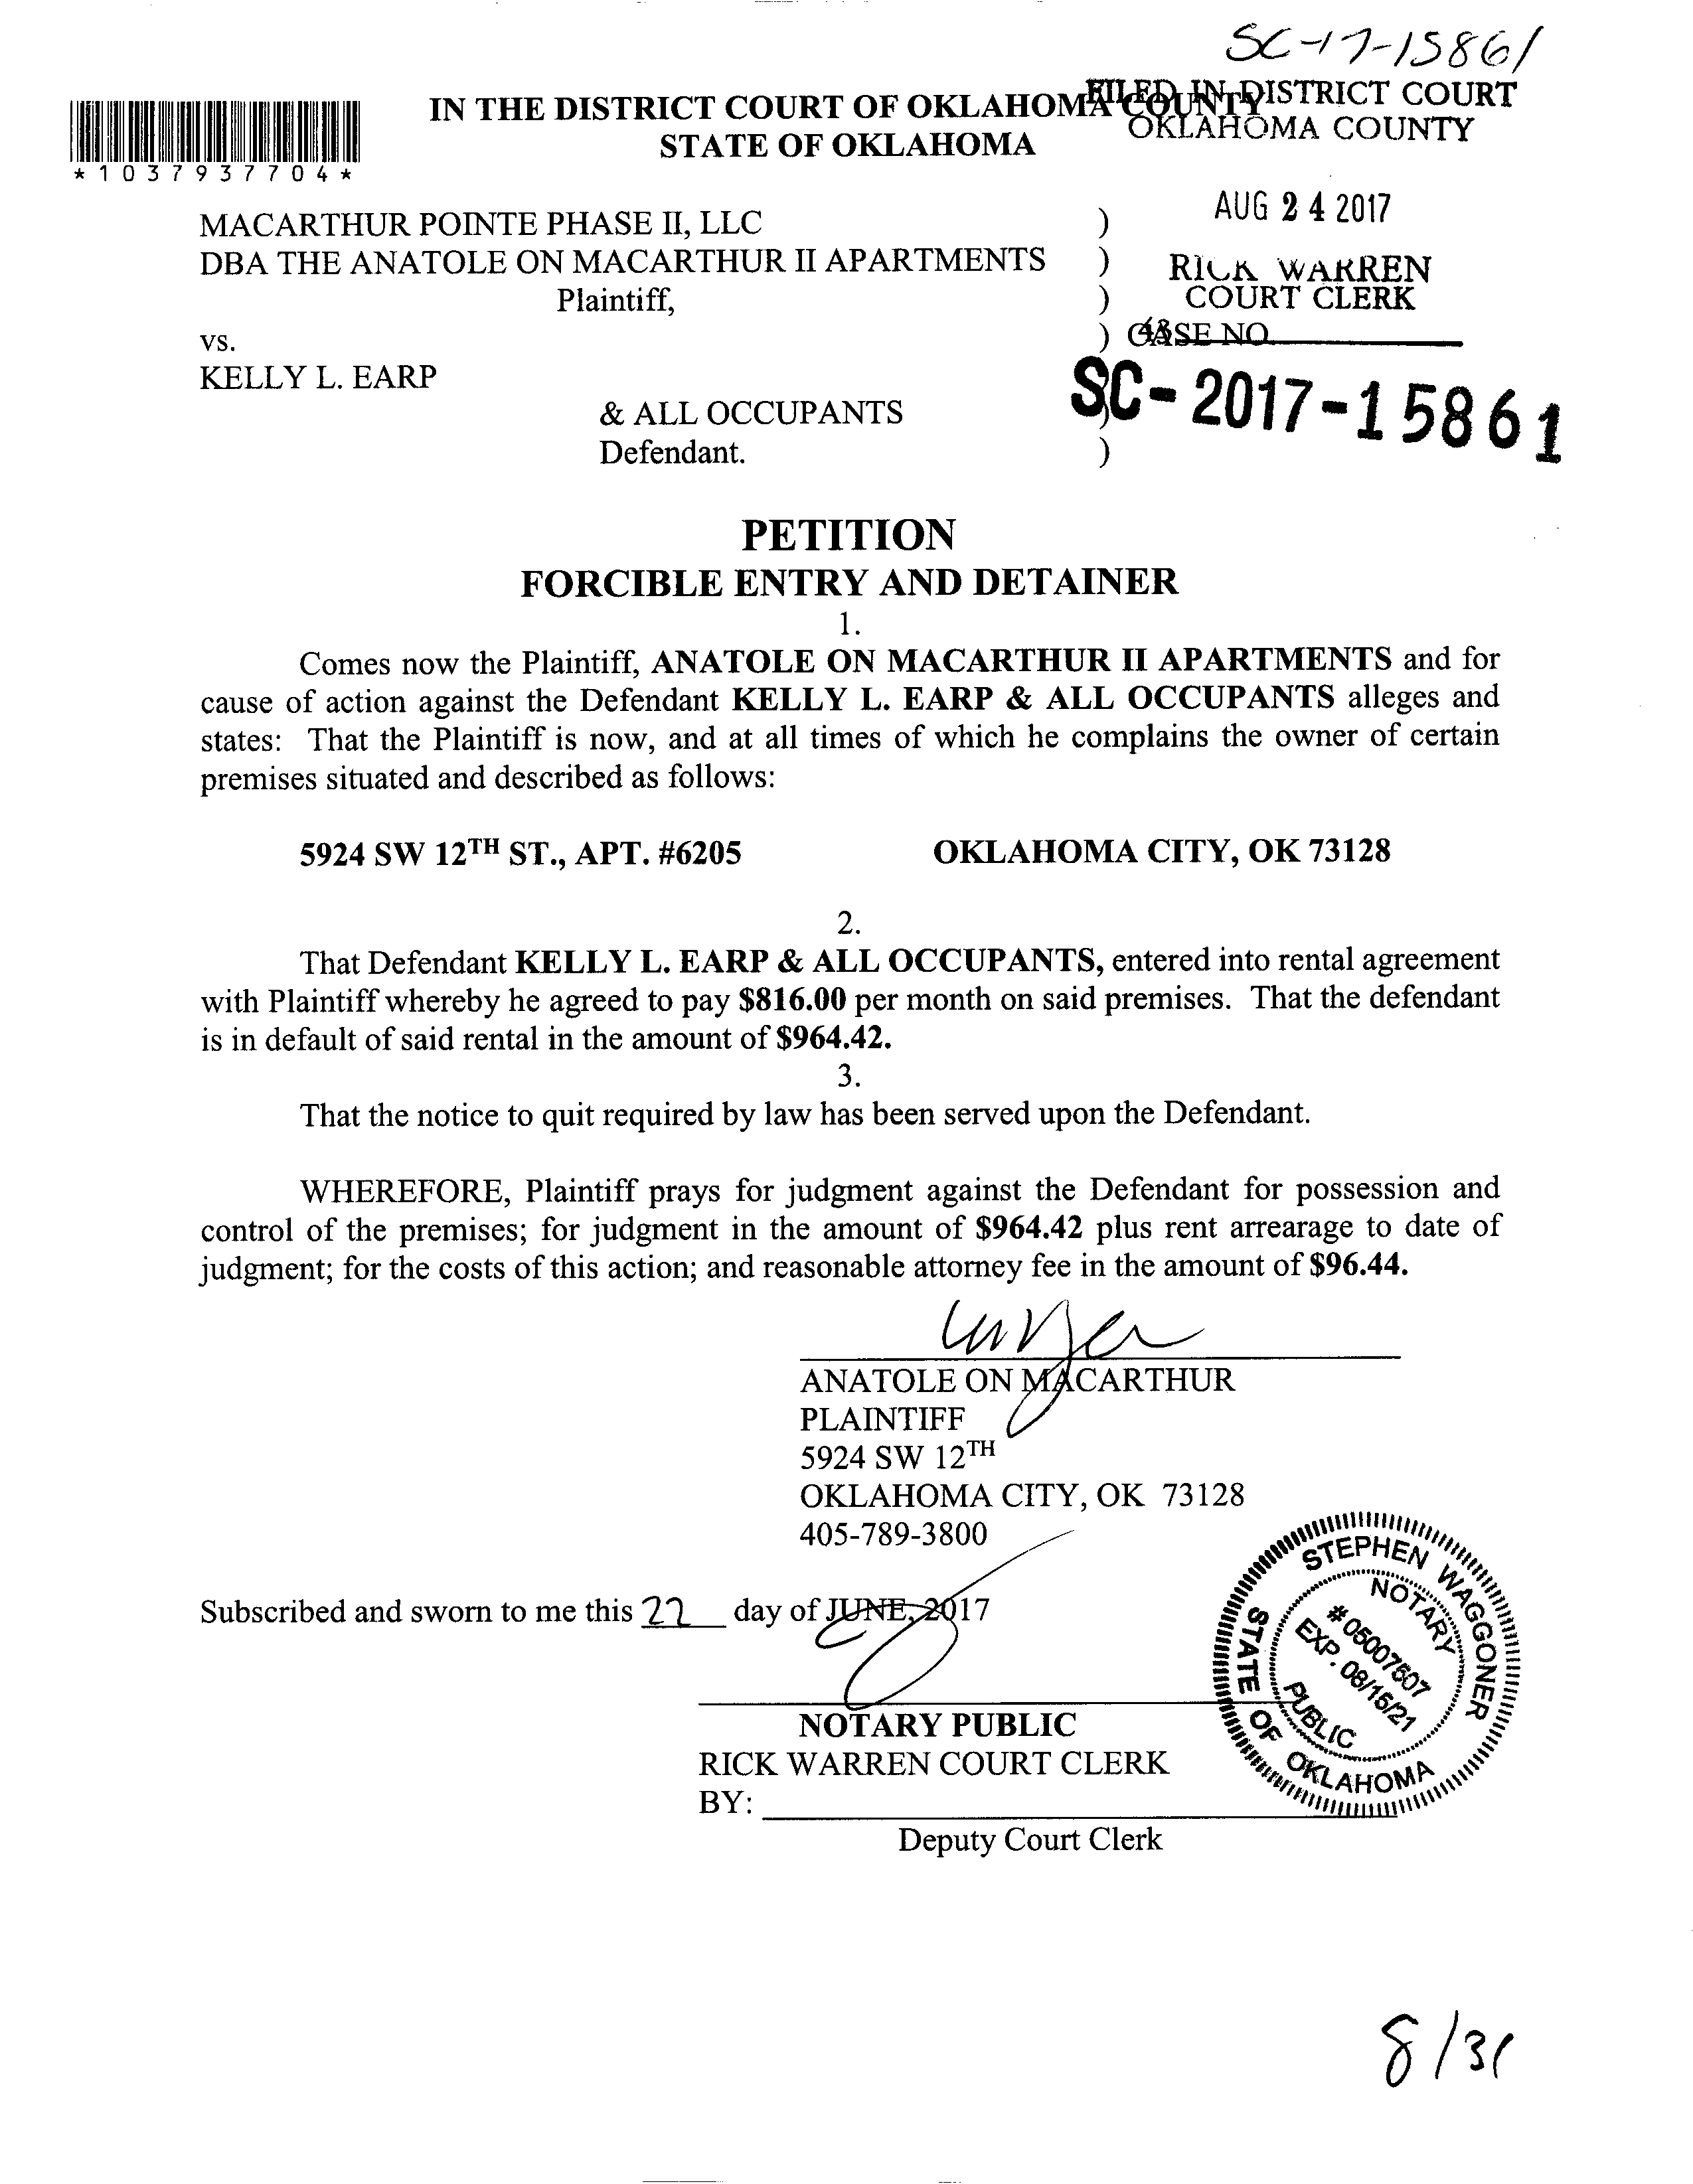 SC-17-15861
IN THE DISTRICT COURT OF OKLAHOMA COUNTY
STATE OF OKLAHOMA
FILED IN DISTRICT COURT
OKLAHOMA COUNTY
*1037937704*
AUG 24 2017
RICK WARREN
COURT CLERK
43
MACARTHUR POINTE PHASE II, LLC )
DBA THE ANATOLE ON MACARTHUR II APARTMENTS )
Plaintiff, )
vs. ) CASE NO.
KELLY L. EARP
SC-2017-15861
& ALL OCCUPANTS )
Defendant. )
PETITION
FORCIBLE ENTRY AND DETAINER
1.
Comes now the Plaintiff, ANATOLE ON MACARTHUR II APARTMENTS and for
cause of action against the Defendant KELLY L. EARP & ALL OCCUPANTS alleges and
states: That the Plaintiff is now, and at all times of which he complains the owner of certain
premises situated and described as follows:
5924 SW 12TH ST., APT. #6205 OKLAHOMA CITY, OK 73128
2.
That Defendant KELLY L. EARP & ALL OCCUPANTS, entered into rental agreement
with Plaintiff whereby he agreed to pay $816.00 per month on said premises. That the defendant
is in default of said rental in the amount of $964.42.
3.
That the notice to quit required by law has been served upon the Defendant.
WHEREFORE, Plaintiff prays for judgment against the Defendant for possession and
control of the premises; for judgment in the amount of $964.42 plus rent arrearage to date of
judgment; for the costs of this action; and reasonable attorney fee in the amount of $96.44.
ANATOLE ON MACARTHUR
PLAINTIFF
5924 SW 12TH
OKLAHOMA CITY, OK 73128
405-789-3800
Subscribed and sworn to me this 22 day of JUNE, 2017
NOTARY PUBLIC
RICK WARREN COURT CLERK
BY:
Deputy Court Clerk
STEPHEN WAGGONER
NOTARY
# 05007507
EXP. 08/15/21
PUBLIC
STATE OF OKLAHOMA
8/31